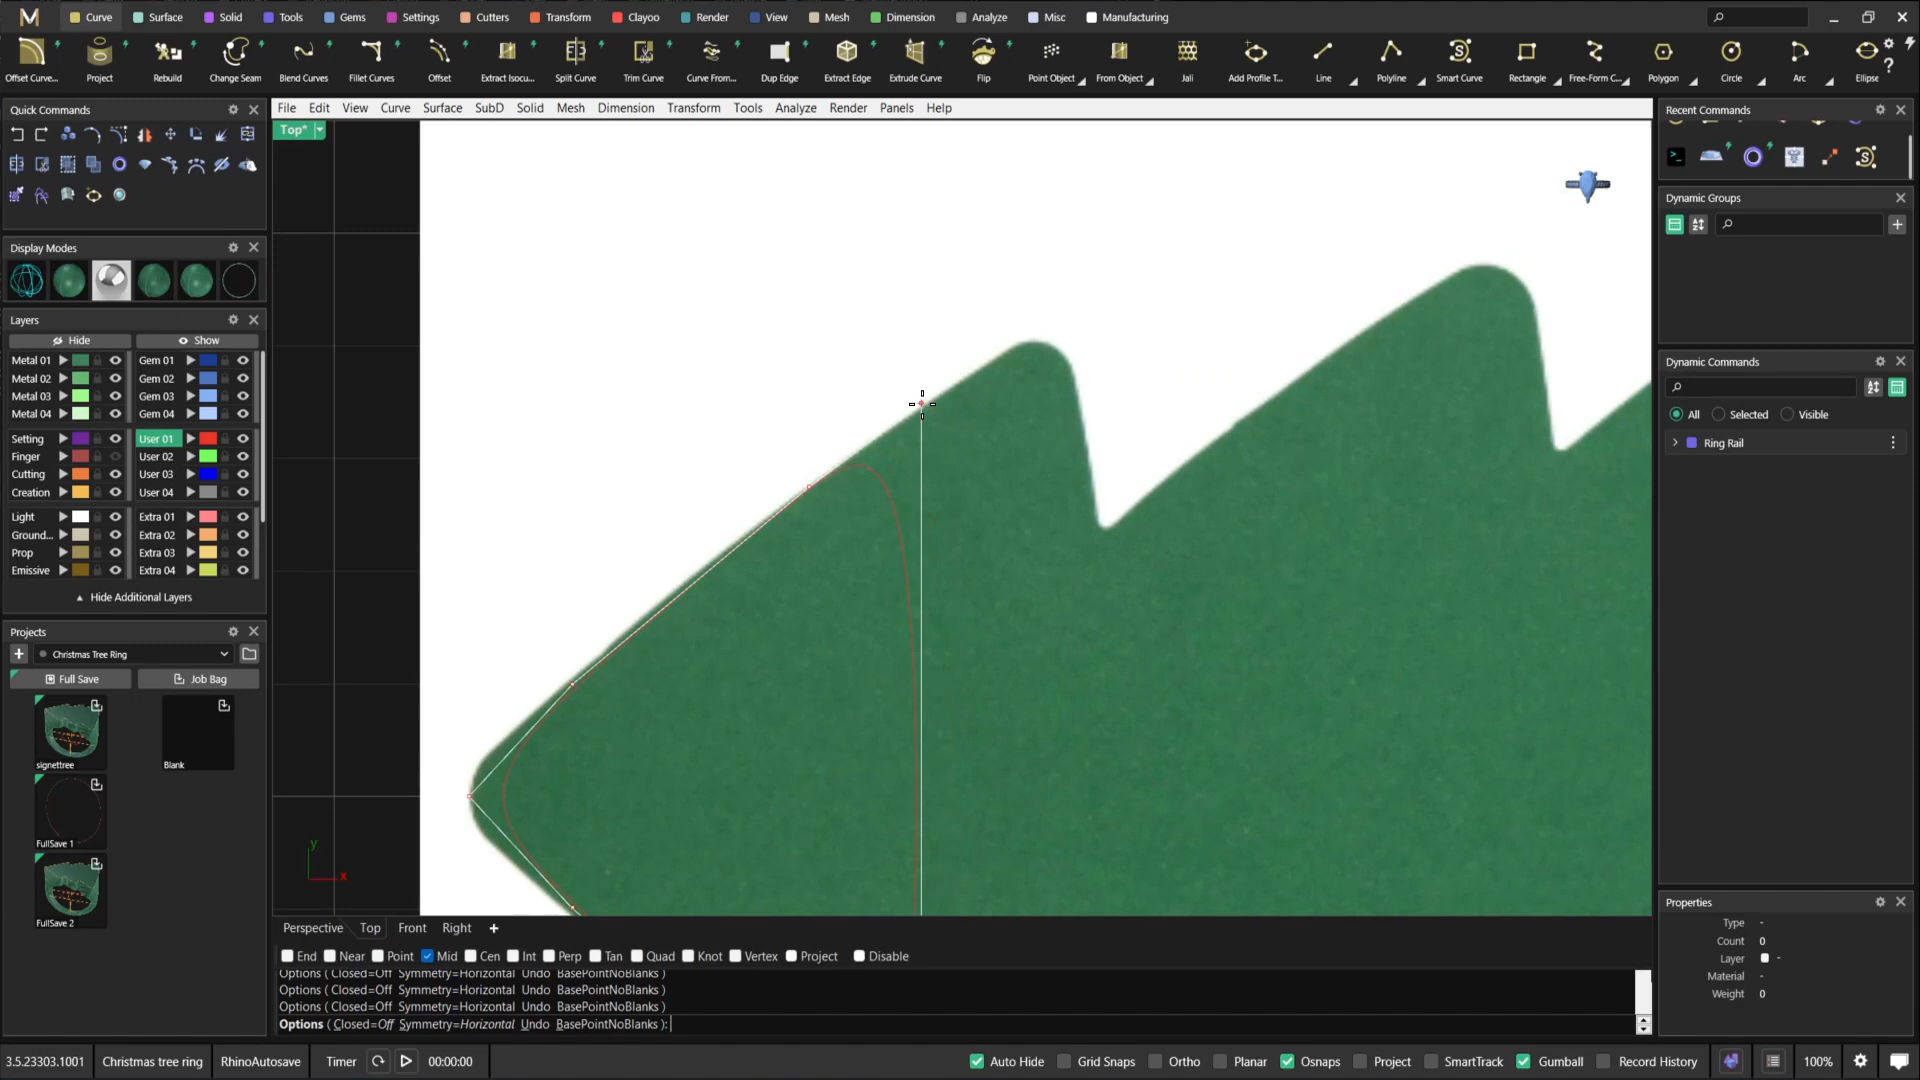 Curve Surface Solid Tools Gems Settings Cutters Transform Clayoo Render View Mesh Dimension Analyze Misc Manufacturing
Offset Curve... Project Rebuild Change Seam Blend Curves Fillet Curves Offset Extract Isocu... Split Curve Trim Curve Curve From... Dup Edge Extract Edge Extrude Curve Flip Point Object From Object Jali Add Profile T... Line Polyline Smart Curve Rectangle Free-Form C... Polygon Circle Arc Ellipse
Quick Commands
File Edit View Curve Surface SubD Solid Mesh Dimension Transform Tools Analyze Render Panels Help
Recent Commands
Top*
Dynamic Groups
Display Modes
Layers
Hide Show
Metal 01 Gem 01
Metal 02 Gem 02
Metal 03 Gem 03
Metal 04 Gem 04
Setting User 01
Finger User 02
Cutting User 03
Creation User 04
Light Extra 01
Ground... Extra 02
Prop Extra 03
Emissive Extra 04
Hide Additional Layers
Dynamic Commands
All Selected Visible
Ring Rail
Projects
Christmas Tree Ring
Full Save Job Bag
signettree Blank
FullSave 1
FullSave 2
y
x
Perspective Top Front Right
End Near Point Mid Cen Int Perp Tan Quad Knot Vertex Project Disable
Options ( Closed=Off Symmetry=Horizontal Undo BasePointNoBlanks )
Options ( Closed=Off Symmetry=Horizontal Undo BasePointNoBlanks )
Options ( Closed=Off Symmetry=Horizontal Undo BasePointNoBlanks )
Options ( Closed=Off Symmetry=Horizontal Undo BasePointNoBlanks ):
Properties
Type -
Count 0
Layer -
Material -
Weight 0
3.5.23303.1001 Christmas tree ring RhinoAutosave Timer 00:00:00 Auto Hide Grid Snaps Ortho Planar Osnaps Project SmartTrack Gumball Record History 100%